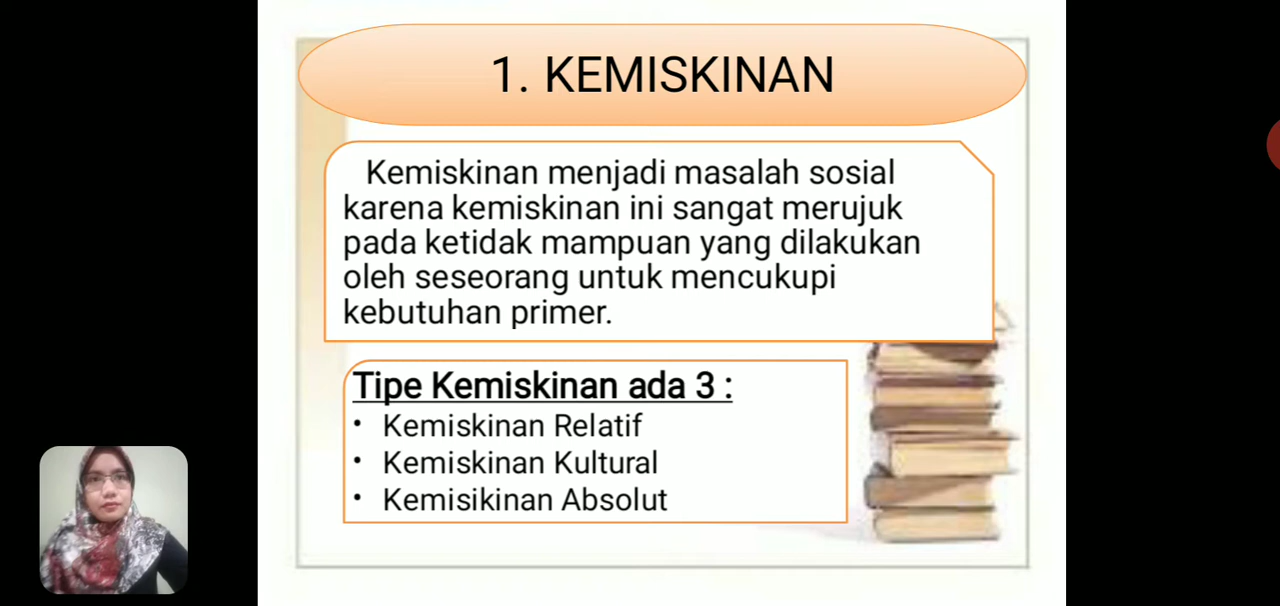 1. KEMISKINAN
Kemiskinan menjadi masalah sosial
karena kemiskinan ini sangat merujuk
pada ketidak mampuan yang dilakukan
oleh seseorang untuk mencukupi
kebutuhan primer.
Tipe Kemiskinan ada 3 :
• Kemiskinan Relatif
• Kemiskinan Kultural
• Kemisikinan Absolut